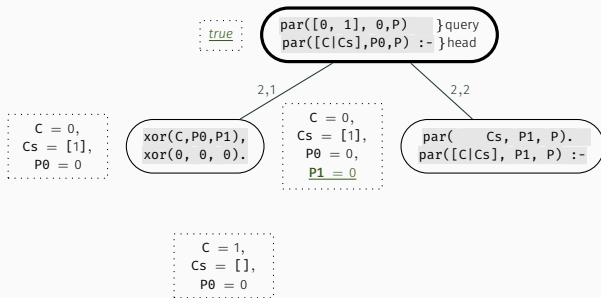 true
par([0, 1], 0,P) }query
par([C|Cs],P0,P) :- }head
2,1
2,2
C = 0,
Cs = [1],
P0 = 0
xor(C,P0,P1),
xor(0, 0, 0).
C = 0,
Cs = [1],
P0 = 0,
P1 = 0
par( Cs, P1, P).
par([C|Cs], P1, P) :-
C = 1,
Cs = [],
P0 = 0